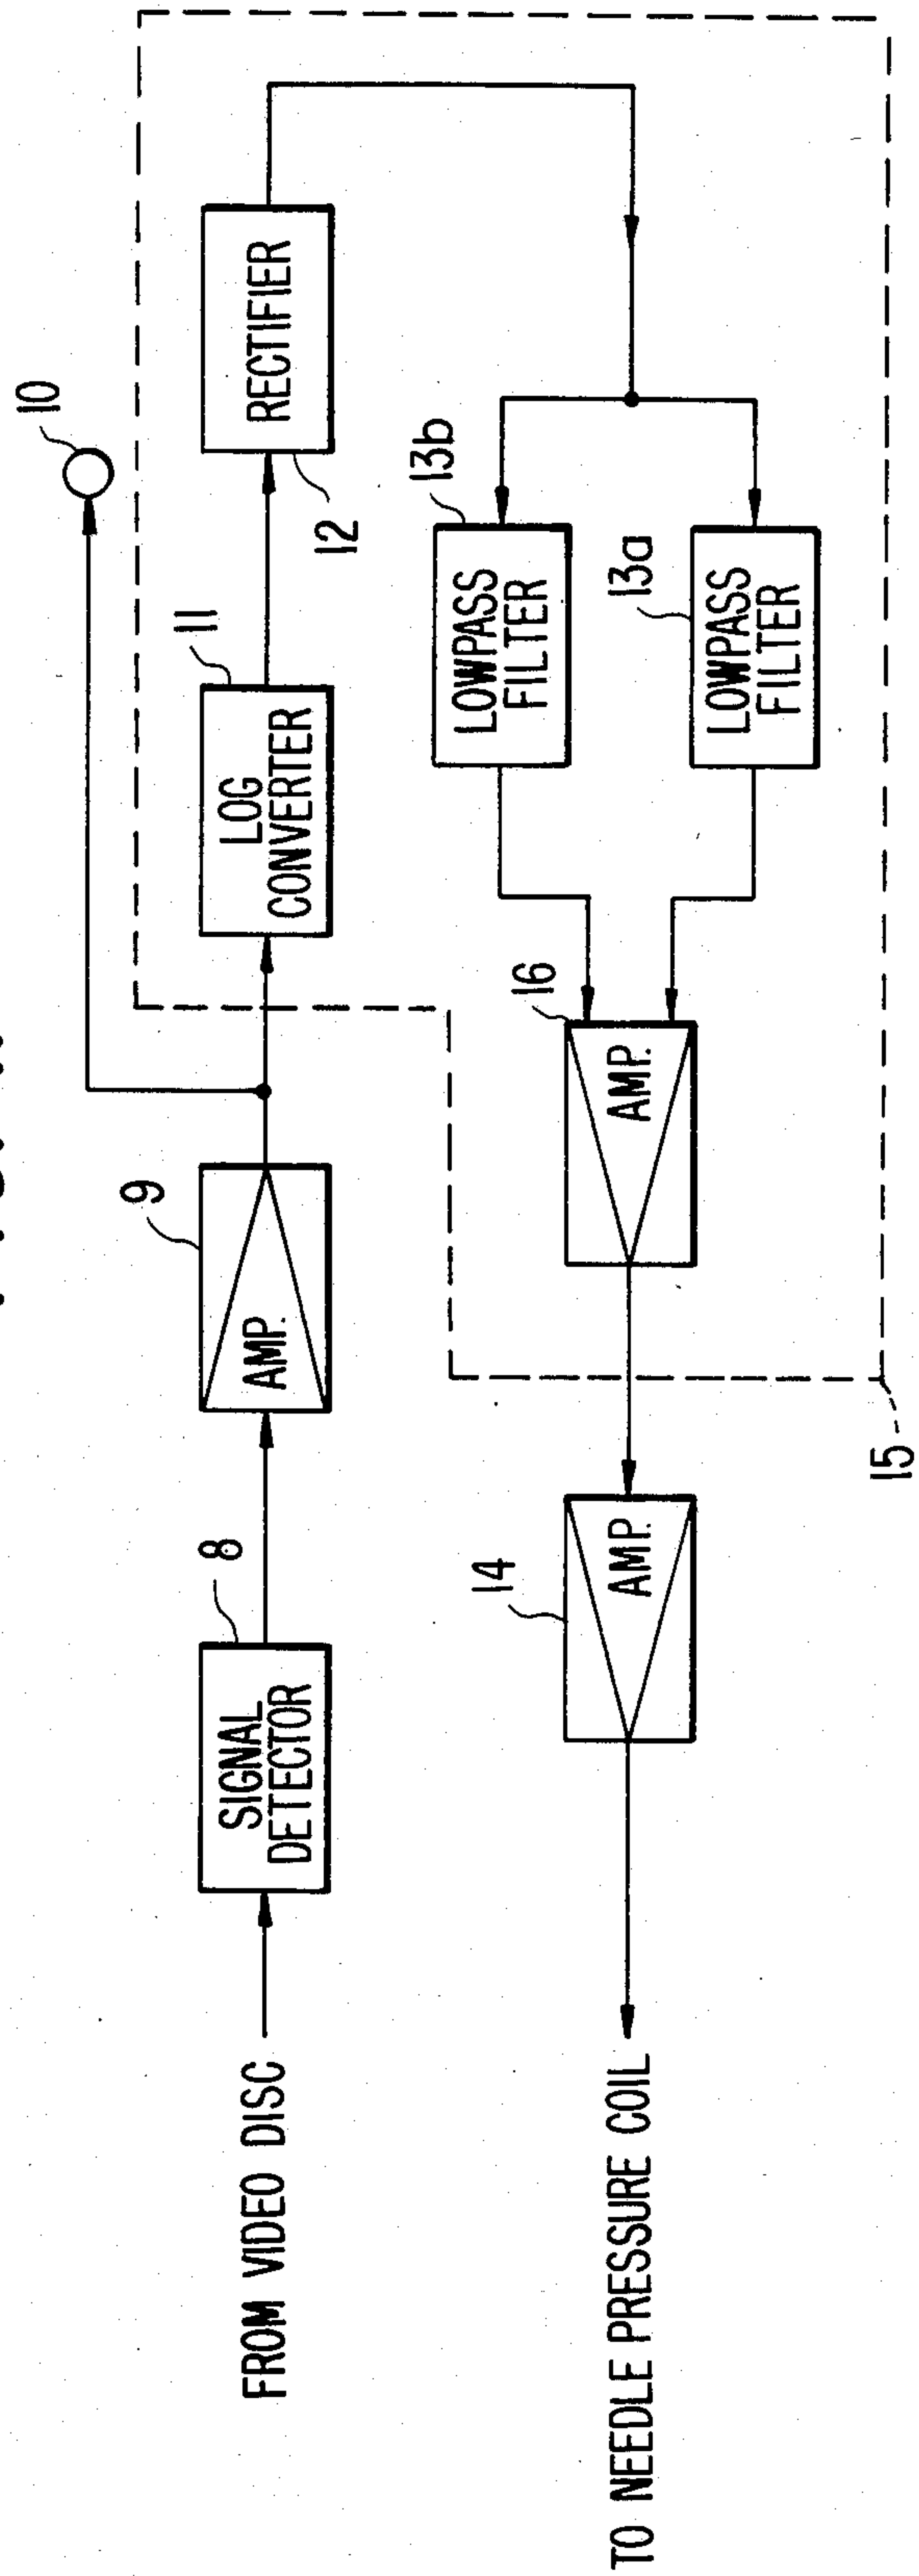 10
9
11
8
FROM VIDEO DISC
SIGNAL
DETECTOR
AMP.
LOG
CONVERTER
RECTIFIER
12
13b
LOWPASS
FILTER
14
16
13a
TO NEEDLE PRESSURE COIL
AMP.
AMP.
LOWPASS
FILTER
15